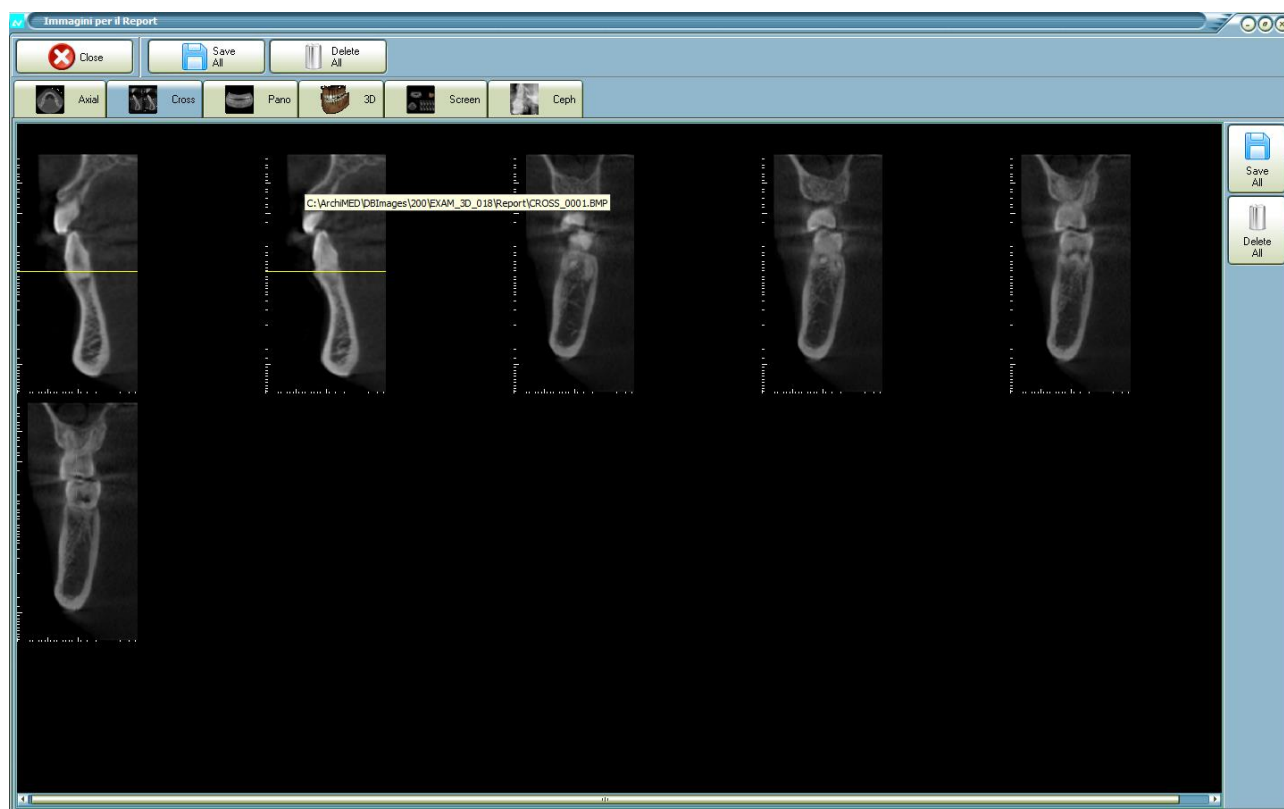 Immagini per il Report
Close
Save
All
Delete
All
Axial
Cross
Pano
3D
Screen
Ceph
C:\ArchiMED\DBImages\200\EXAM_3D_018\Report\CROSS_0001.BMP
Save
All
Delete
All